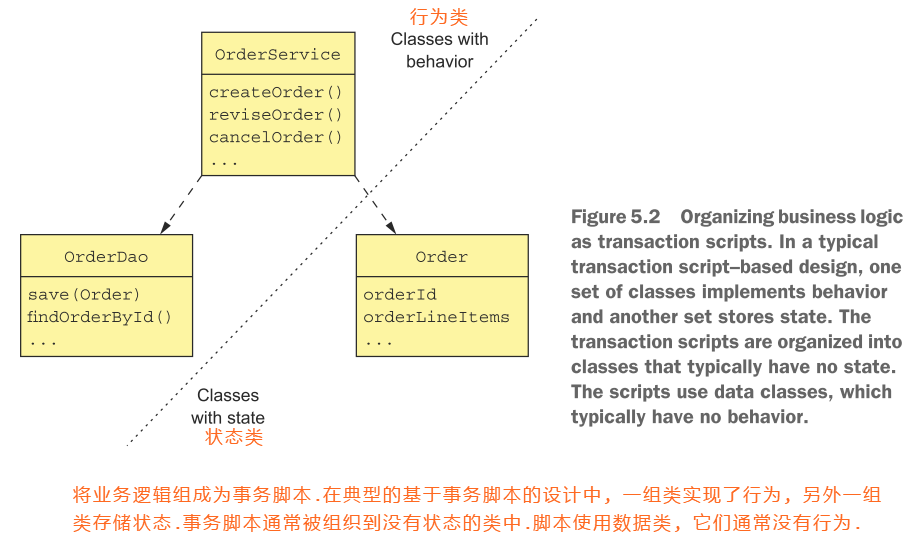 行为类
Classes with
behavior
OrderService
createOrder()
reviseOrder()
cancelOrder()
...
OrderDao
save(Order)
findOrderById()
...
Order
orderId
orderLineItems
...
Classes
with state
状态类
Figure 5.2 Organizing business logic
as transaction scripts. In a typical
transaction script–based design, one
set of classes implements behavior
and another set stores state. The
transaction scripts are organized into
classes that typically have no state.
The scripts use data classes, which
typically have no behavior.
将业务逻辑组成为事务脚本.在典型的基于事务脚本的设计中，一组类实现了行为，另外一组
类存储状态.事务脚本通常被组织到没有状态的类中.脚本使用数据类，它们通常没有行为.